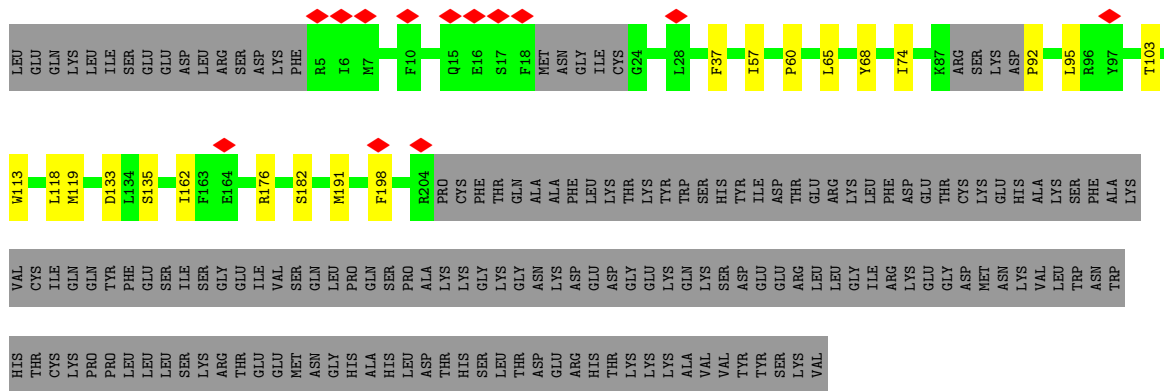 LEU GLU GLN LYS LEU ILE SER GLU GLU ASP LEU ARG SER ASP LYS PHE R5 I6 M7 F10 Q15 E16 S17 F18 MET ASN GLY ILE CYS G24 L28 F37 I57 P60 L65 Y68 I74 K87 ARG SER LYS ASP P92 L95 R96 Y97 T103
W113 L118 M119 D133 L134 S135 I162 F163 E164 R176 S182 M191 F198 R204 PRO CYS PHE THR GLN ALA ALA PHE LEU LYS THR LYS TYR TRP SER HIS TYR ILE ASP THR GLU ARG LYS LEU PHE ASP GLU THR CYS LYS GLU HIS ALA LYS SER PHE ALA LYS
VAL CYS ILE GLN GLN TYR PHE GLU SER ILE SER GLY GLU ILE VAL SER GLN LEU PRO GLN SER PRO ALA LYS LYS GLY LYS GLY ASN LYS ASP GLU ASP GLY GLU LYS GLN LYS SER ASP GLU GLU ARG LEU LEU GLY ILE ARG LYS GLU GLY ASP MET ASN LYS VAL LEU TRP ASN TRP
HIS THR CYS LYS PRO PRO LEU LEU LEU SER LYS ARG THR GLU GLU MET ASN GLY HIS ALA HIS LEU ASP THR HIS SER LEU THR ASP GLU ARG HIS THR LYS LYS LYS ALA VAL VAL TYR TYR SER LYS VAL